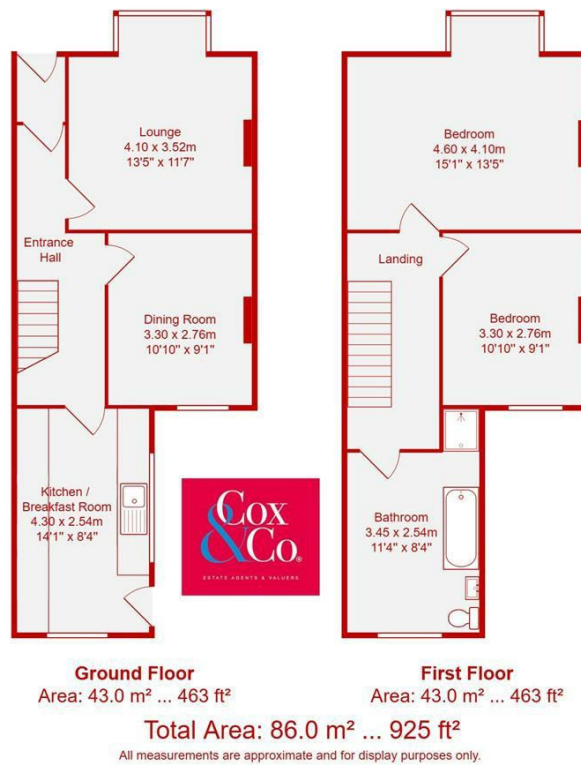 Lounge
4.10 x 3.52m
13'5" x 11'7"
Entrance
Hall
Dining Room
3.30 x 2.76m
10'10" x 9'1"
Kitchen /
Breakfast Room
4.30 x 2.54m
14'1" x 8'4"
Bedroom
4.60 x 4.10m
15'1" x 13'5"
Landing
Bedroom
3.30 x 2.76m
10'10" x 9'1"
Bathroom
3.45 x 2.54m
11'4" x 8'4"
Cox
&Co.
ESTATE AGENTS & VALUERS
Ground Floor
Area: 43.0 m² ... 463 ft²
First Floor
Area: 43.0 m² ... 463 ft²
Total Area: 86.0 m² ... 925 ft²
All measurements are approximate and for display purposes only.